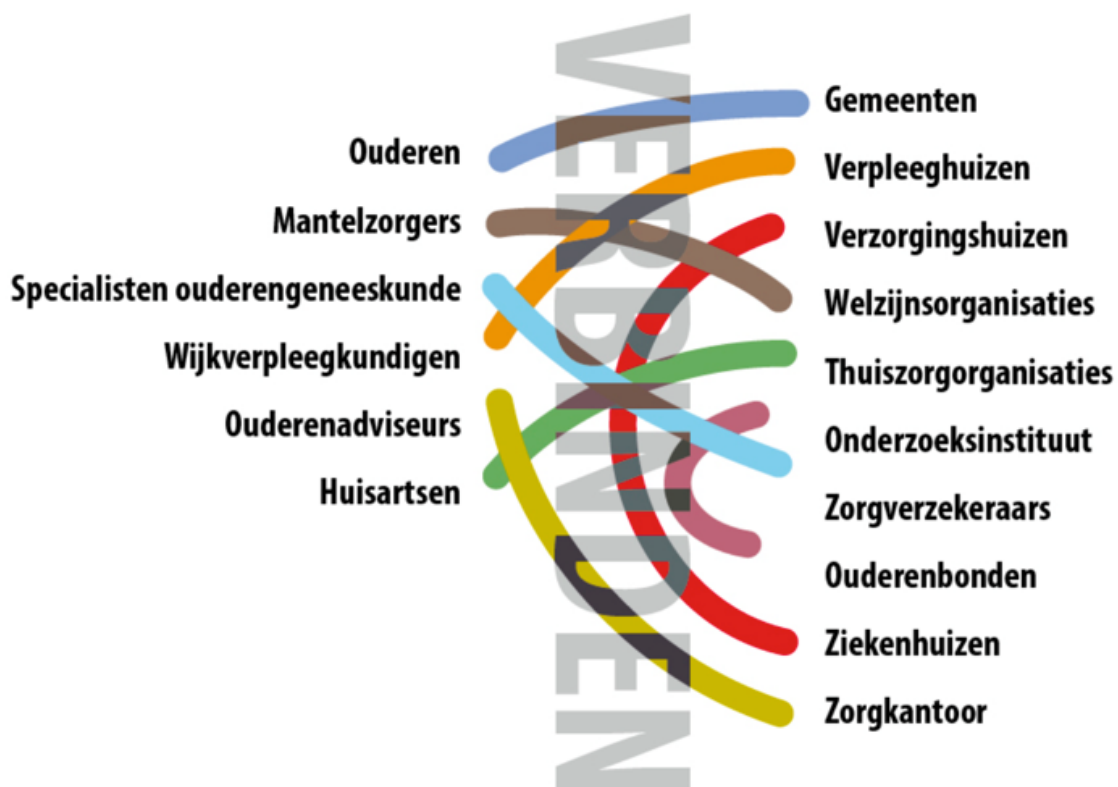 VERBINDEN
Ouderen
Mantelzorgers
Specialisten ouderengeneeskunde
Wijkverpleegkundigen
Ouderenadviseurs
Huisartsen
Gemeenten
Verpleeghuizen
Verzorgingshuizen
Welzijnsorganisaties
Thuiszorgorganisaties
Onderzoeksinstituut
Zorgverzekeraars
Ouderenbonden
Ziekenhuizen
Zorgkantoor